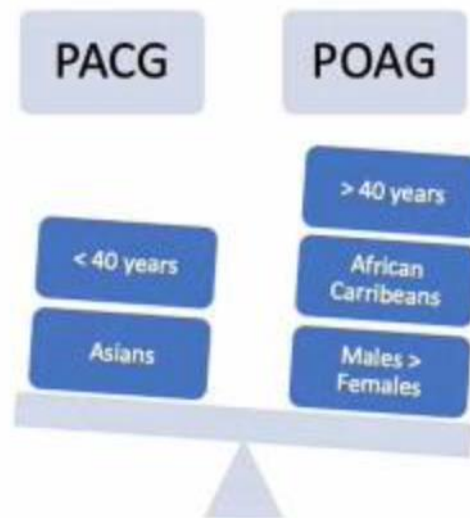 PACG
POAG
> 40 years
< 40 years
African
Carribeans
Asians
Males >
Females